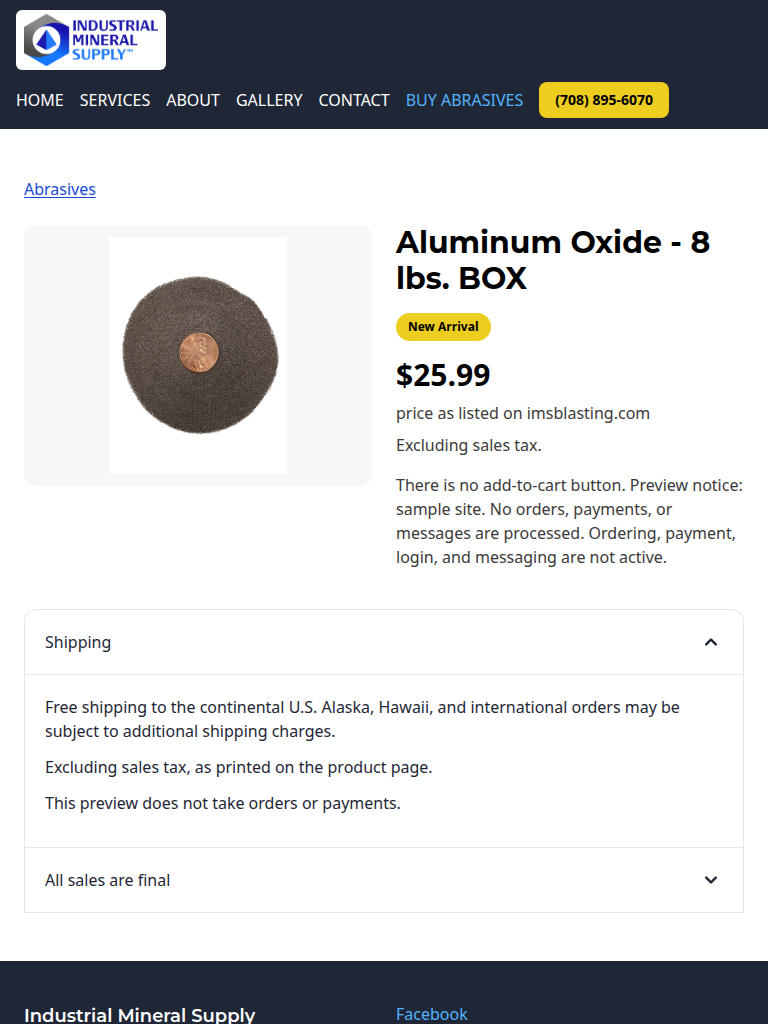 INDUSTRIAL
MINERAL
SUPPLY™
HOME SERVICES ABOUT GALLERY CONTACT BUY ABRASIVES (708) 895-6070
Abrasives
Aluminum Oxide - 8
lbs. BOX
New Arrival
$25.99
price as listed on imsblasting.com
Excluding sales tax.
There is no add-to-cart button. Preview notice:
sample site. No orders, payments, or
messages are processed. Ordering, payment,
login, and messaging are not active.
Shipping
Free shipping to the continental U.S. Alaska, Hawaii, and international orders may be
subject to additional shipping charges.
Excluding sales tax, as printed on the product page.
This preview does not take orders or payments.
All sales are final
Industrial Mineral Supply
Facebook